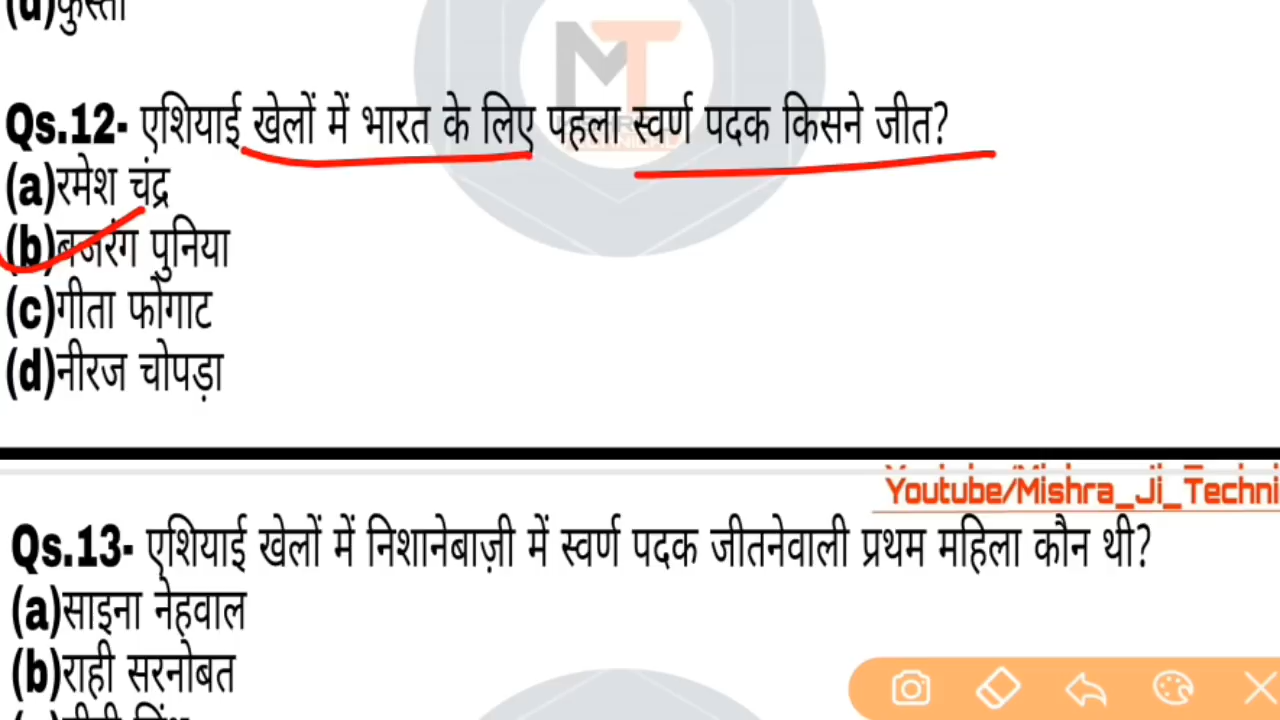 (d)कुस्ती
MT
Qs.12- एशियाई खेलों में भारत के लिए पहला स्वर्ण पदक किसने जीत?
(a)रमेश चंद्र
(b)बजरंग पुनिया
(c)गीता फोगाट
(d)नीरज चोपड़ा
Youtube/Mishra_Ji_Techni
Qs.13- एशियाई खेलों में निशानेबाज़ी में स्वर्ण पदक जीतनेवाली प्रथम महिला कौन थी?
(a)साइना नेहवाल
(b)राही सरनोबत